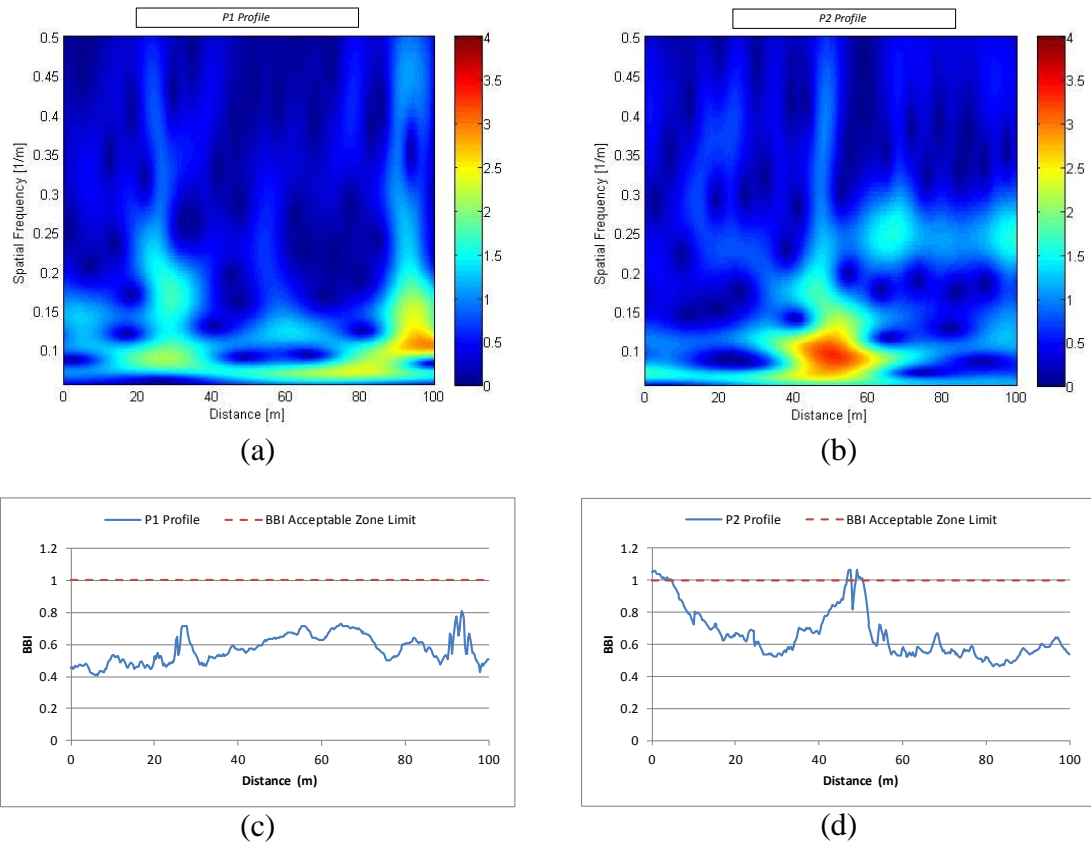 P1 Profile
P2 Profile
Spatial Frequency [1/m]
0.5
0.45
0.4
0.35
0.3
0.25
0.2
0.15
0.1
0 20 40 60 80 100
Distance [m]
4
3.5
3
2.5
2
1.5
1
0.5
0
Spatial Frequency [1/m]
0.5
0.45
0.4
0.35
0.3
0.25
0.2
0.15
0.1
0 20 40 60 80 100
Distance [m]
4
3.5
3
2.5
2
1.5
1
0.5
0
(a)
(b)
P1 Profile BBI Acceptable Zone Limit
BBI
1.2
1
0.8
0.6
0.4
0.2
0
0 20 40 60 80 100
Distance (m)
P2 Profile BBI Acceptable Zone Limit
BBI
1.2
1
0.8
0.6
0.4
0.2
0
0 20 40 60 80 100
Distance (m)
(c)
(d)